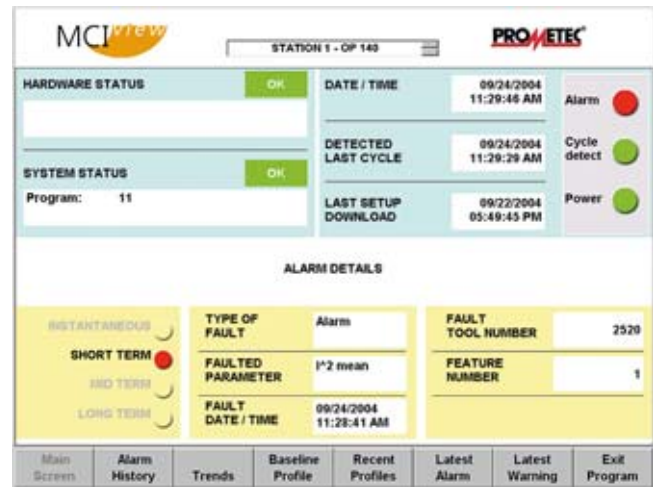 MCIView
STATION 1 - OP 140
PROMETEC
HARDWARE STATUS
OK
SYSTEM STATUS
OK
Program: 11
DATE / TIME
09/24/2004
11:29:46 AM
DETECTED
LAST CYCLE
09/24/2004
11:29:29 AM
LAST SETUP
DOWNLOAD
09/22/2004
05:49:45 PM
Alarm
Cycle
detect
Power
ALARM DETAILS
INSTANTANEOUS
SHORT TERM
MID TERM
LONG TERM
TYPE OF
FAULT
Alarm
FAULTED
PARAMETER
I^2 mean
FAULT
DATE / TIME
09/24/2004
11:28:41 AM
FAULT
TOOL NUMBER
2520
FEATURE
NUMBER
1
Main
Screen
Alarm
History
Trends
Baseline
Profile
Recent
Profiles
Latest
Alarm
Latest
Warning
Exit
Program